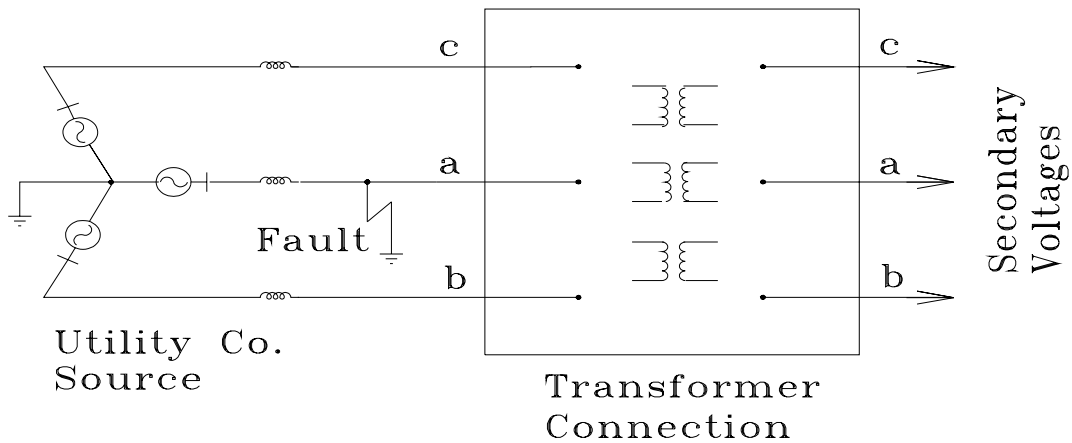 c
c
a
a
Fault
b
b
Utility Co.
Source
Transformer
Connection
Secondary
Voltages